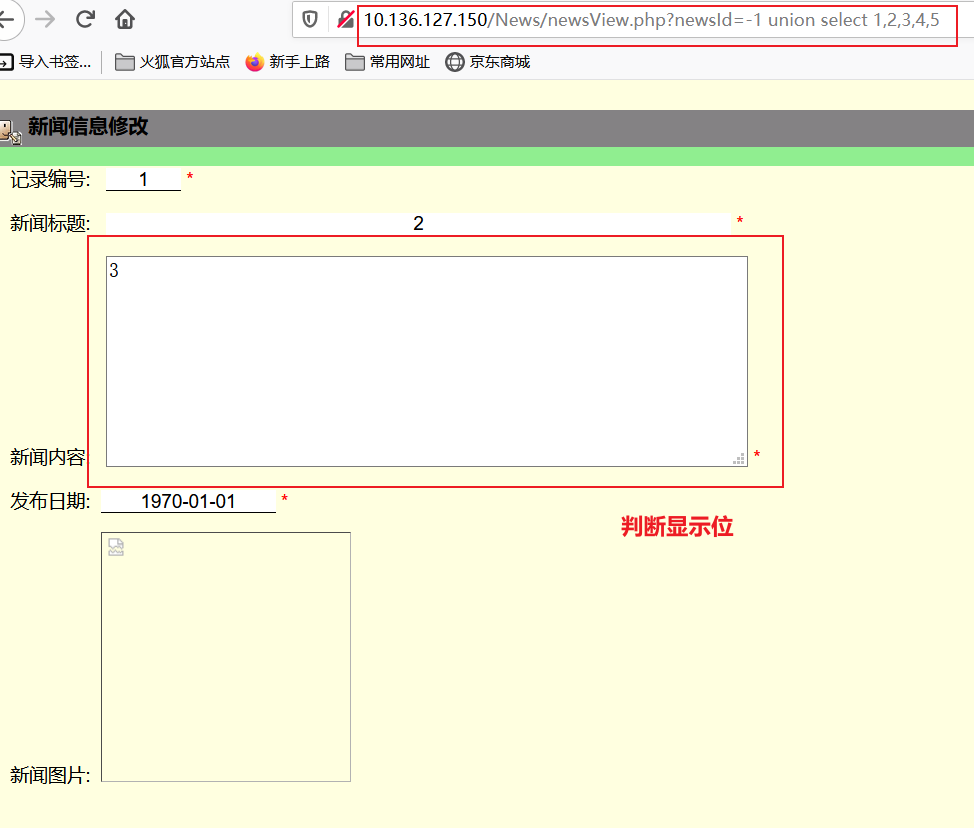 10.136.127.150/News/newsView.php?newsId=-1 union select 1,2,3,4,5
导入书签... 火狐官方站点 新手上路 常用网址 京东商城
新闻信息修改
记录编号: 1 *
新闻标题: 2 *
3
新闻内容: *
发布日期: 1970-01-01 *
判断显示位
新闻图片: